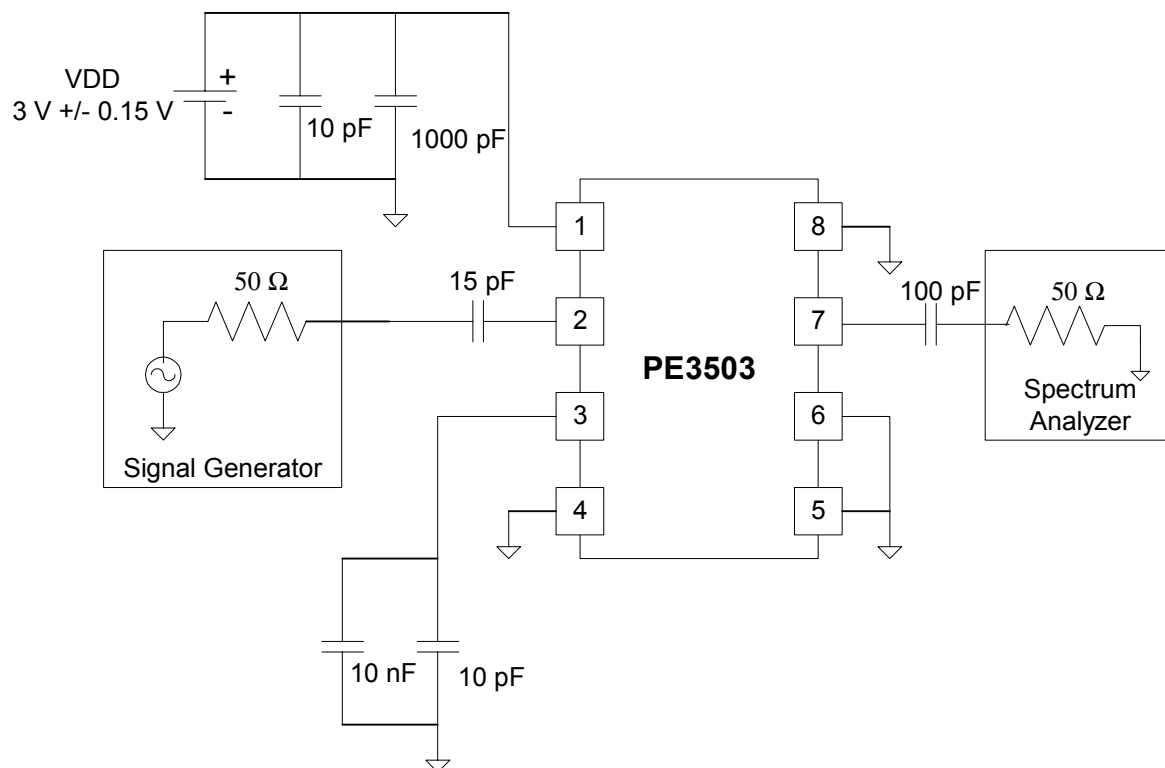 VDD
3 V +/- 0.15 V
+
-
10 pF
1000 pF
50 Ω
Signal Generator
15 pF
1
2
3
4
PE3503
8
7
6
5
100 pF
50 Ω
Spectrum
Analyzer
10 nF
10 pF